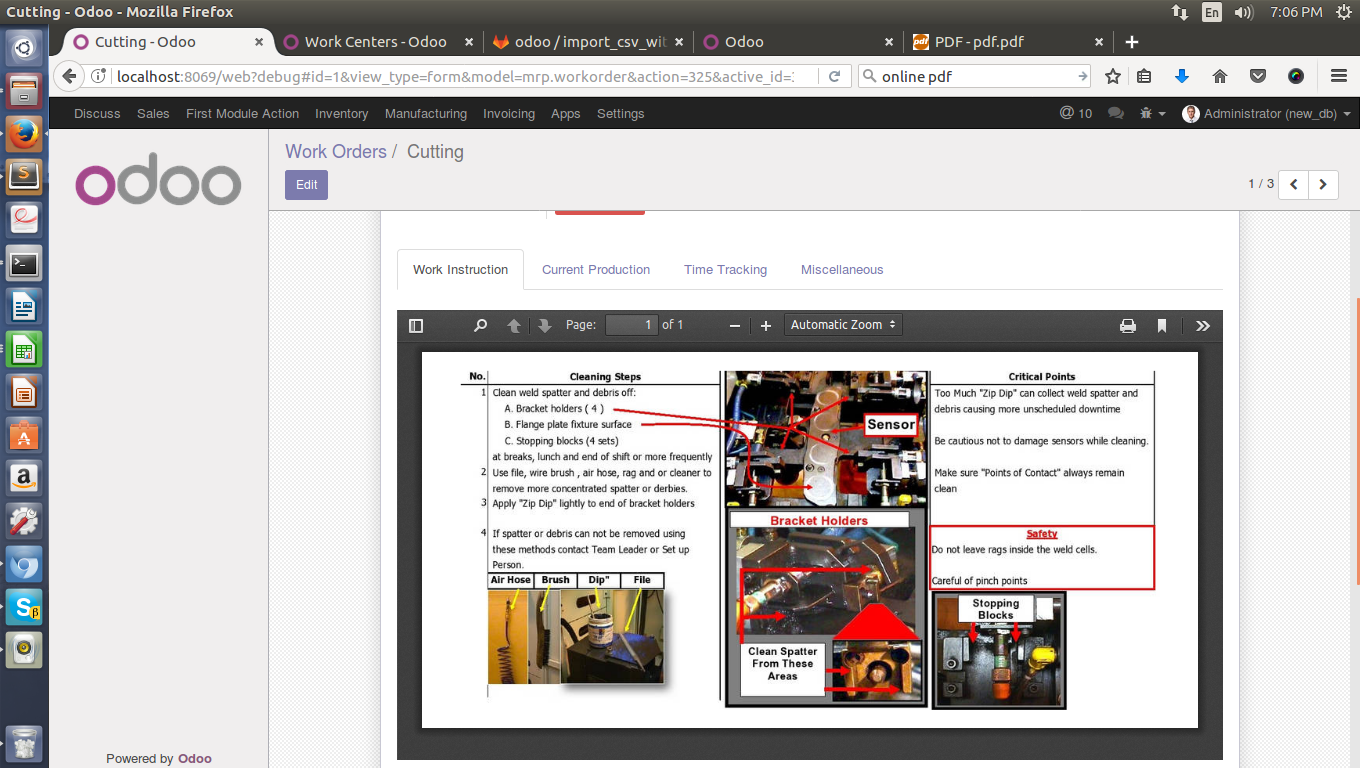 Cutting - Odoo - Mozilla Firefox
En
7:06 PM
Cutting - Odoo
Work Centers - Odoo
odoo / import_csv_wit
Odoo
pdf
PDF - pdf.pdf
localhost:8069/web?debug#id=1&view_type=form&model=mrp.workorder&action=325&active_id=
online pdf
Discuss Sales First Module Action Inventory Manufacturing Invoicing Apps Settings
@ 10
Administrator (new_db)
odoo
Work Orders / Cutting
Edit
1 / 3
Work Instruction Current Production Time Tracking Miscellaneous
Page: 1 of 1
Automatic Zoom
No. Cleaning Steps
1 Clean weld spatter and debris off:
A. Bracket holders ( 4 )
B. Flange plate fixture surface
C. Stopping blocks (4 sets)
at breaks, lunch and end of shift or more frequently
2 Use file, wire brush , air hose, rag and or cleaner to
remove more concentrated spatter or derbies.
3 Apply "Zip Dip" lightly to end of bracket holders
4 If spatter or debris can not be removed using
these methods contact Team Leader or Set up
Person.
Air Hose Brush Dip" File
Sensor
Bracket Holders
Clean Spatter
From These
Areas
Critical Points
Too Much "Zip Dip" can collect weld spatter and
debris causing more unscheduled downtime
Be cautious not to damage sensors while cleaning.
Make sure "Points of Contact" always remain
clean
Safety
Do not leave rags inside the weld cells.
Careful of pinch points
Stopping
Blocks
Powered by Odoo